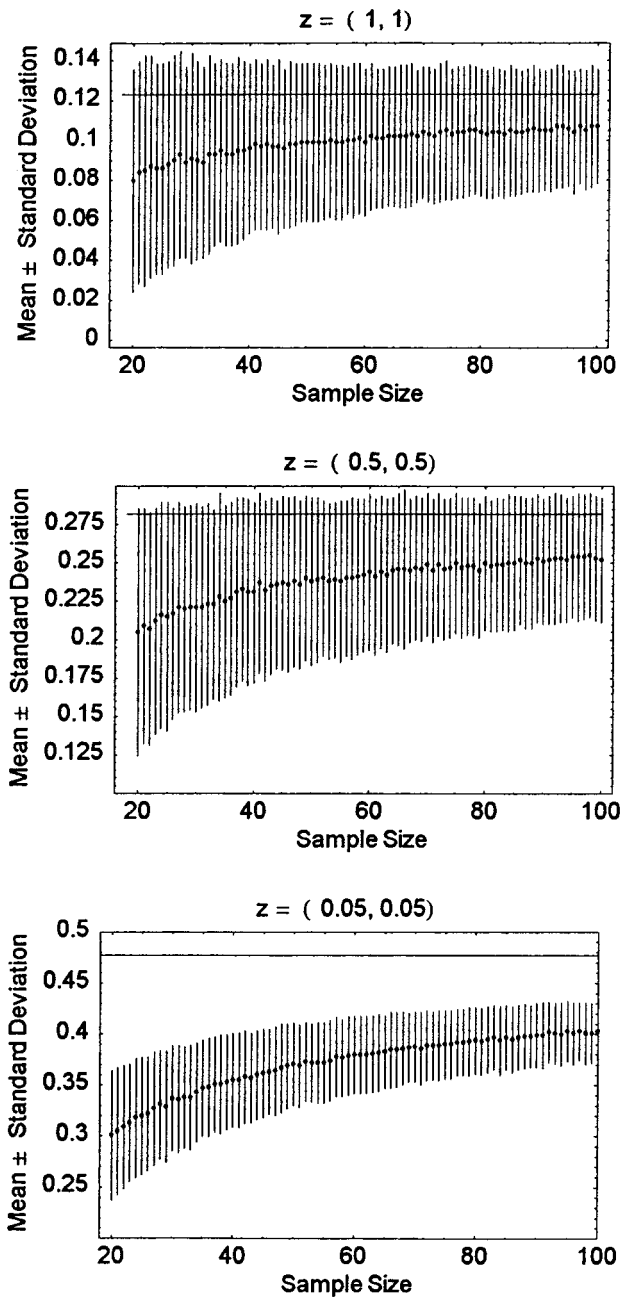 z = ( 1, 1)
Mean ± Standard Deviation
0.14
0.12
0.1
0.08
0.06
0.04
0.02
0
20 40 60 80 100
Sample Size
z = ( 0.5, 0.5)
Mean ± Standard Deviation
0.275
0.25
0.225
0.2
0.175
0.15
0.125
20 40 60 80 100
Sample Size
z = ( 0.05, 0.05)
Mean ± Standard Deviation
0.5
0.45
0.4
0.35
0.3
0.25
20 40 60 80 100
Sample Size